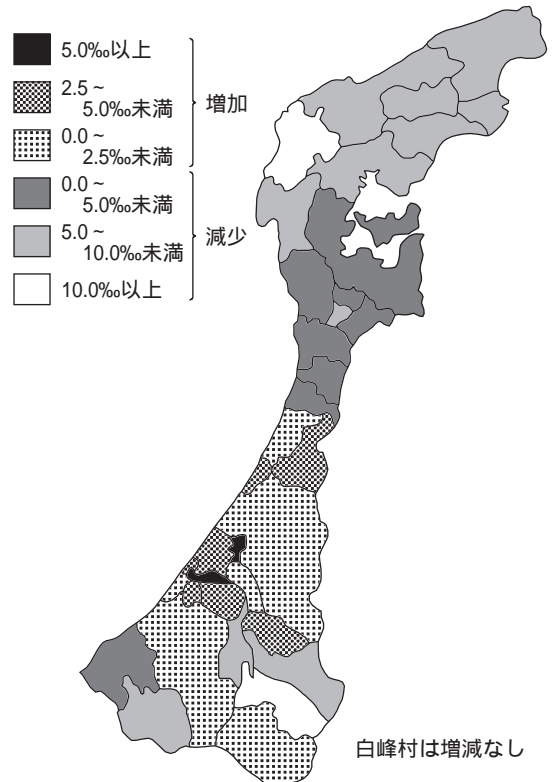 5.0‰以上
2.5～
5.0‰未満
増加
0.0～
2.5‰未満
0.0～
5.0‰未満
5.0～
10.0‰未満
減少
10.0‰以上
白峰村は増減なし